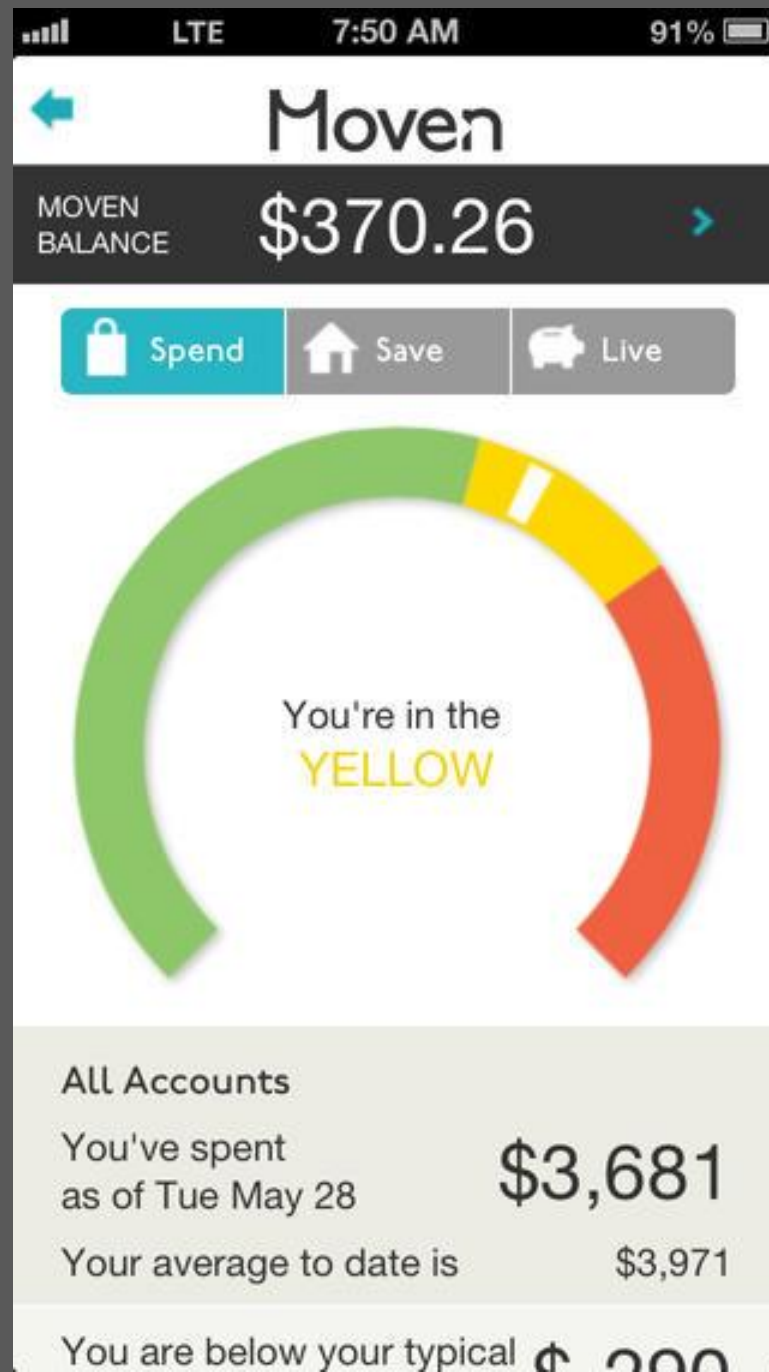 LTE 7:50 AM 91%
Moven
MOVEN
BALANCE
$370.26
Spend Save Live
You're in the
YELLOW
All Accounts
You've spent
as of Tue May 28
$3,681
Your average to date is $3,971
You are below your typical